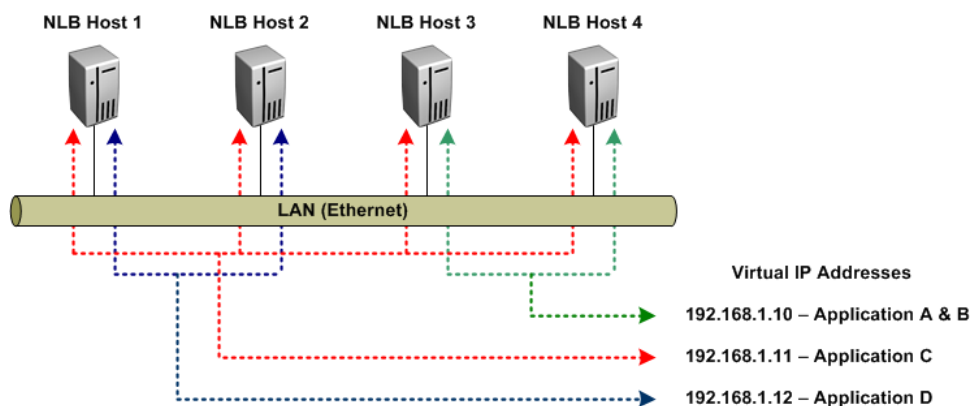 NLB Host 1
NLB Host 2
NLB Host 3
NLB Host 4
LAN (Ethernet)
Virtual IP Addresses
192.168.1.10 – Application A & B
192.168.1.11 – Application C
192.168.1.12 – Application D